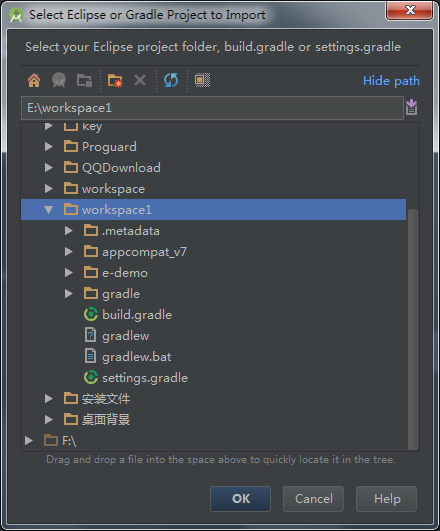 Select Eclipse or Gradle Project to Import
Select your Eclipse project folder, build.gradle or settings.gradle
Hide path
E:\workspace1
key
Proguard
QQDownload
workspace
workspace1
.metadata
appcompat_v7
e-demo
gradle
build.gradle
gradlew
gradlew.bat
settings.gradle
安装文件
桌面背景
F:\
Drag and drop a file into the space above to quickly locate it in the tree.
OK Cancel Help